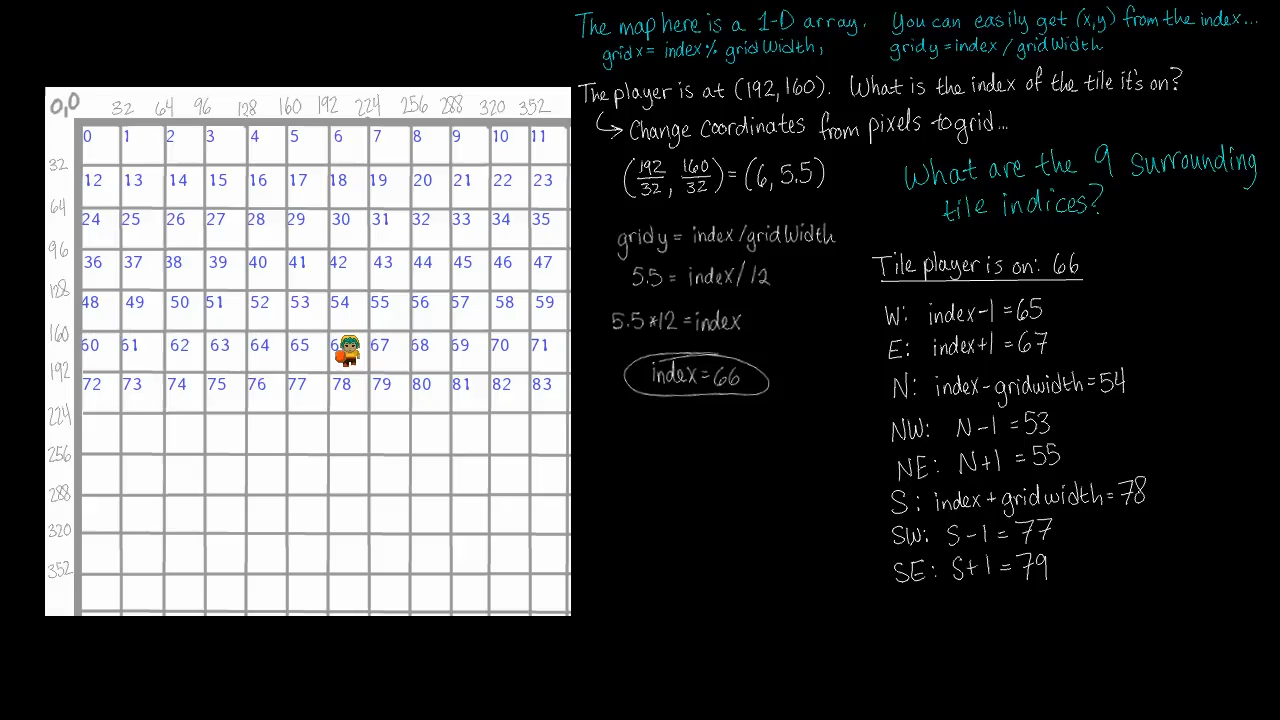 The map here is a 1-D array. You can easily get (x,y) from the index...
gridx = index % gridWidth, gridy = index / gridWidth
The player is at (192,160). What is the index of the tile it's on?
↳ Change coordinates from pixels to grid...
(192/32, 160/32) = (6, 5.5)
What are the 9 surrounding
tile indices?
gridy = index/gridWidth
5.5 = index/12
5.5*12 = index
index = 66
Tile player is on: 66
W: index-1 = 65
E: index+1 = 67
N: index-gridwidth = 54
NW: N-1 = 53
NE: N+1 = 55
S: index + gridwidth = 78
SW: S-1 = 77
SE: S+1 = 79
0,0 32 64 96 128 160 192 224 256 288 320 352
0 1 2 3 4 5 6 7 8 9 10 11
32
12 13 14 15 16 17 18 19 20 21 22 23
64
24 25 26 27 28 29 30 31 32 33 34 35
96
36 37 38 39 40 41 42 43 44 45 46 47
128
48 49 50 51 52 53 54 55 56 57 58 59
160
60 61 62 63 64 65 6 67 68 69 70 71
192
72 73 74 75 76 77 78 79 80 81 82 83
224
256
288
320
352